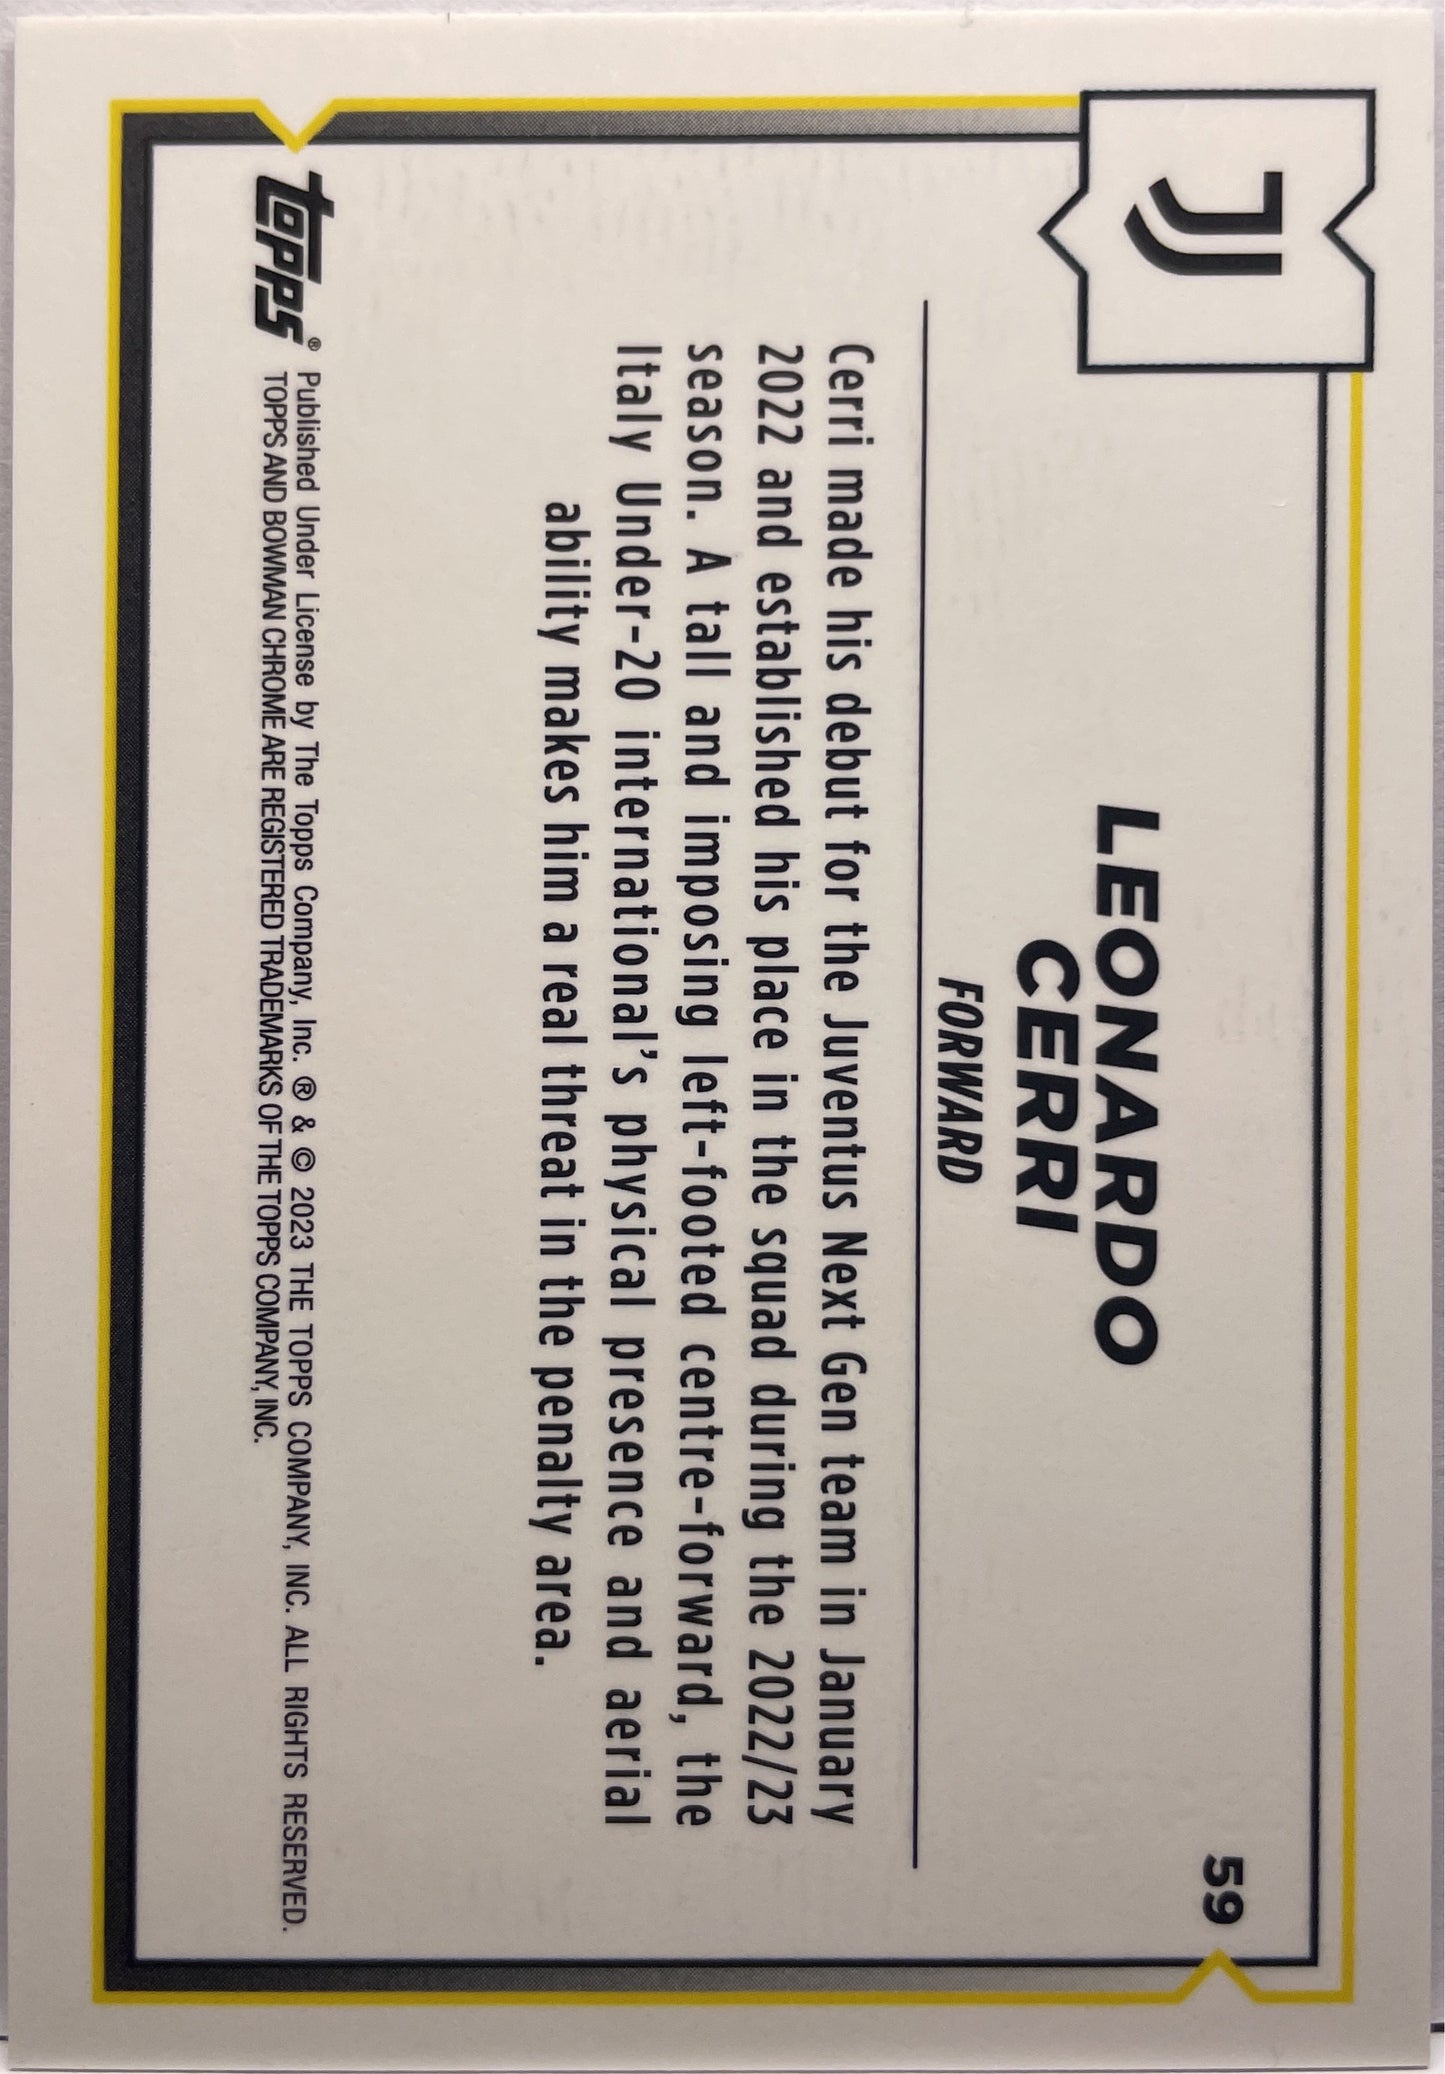 59
LEONARDO
CERRI
FORWARD
Cerri made his debut for the Juventus Next Gen team in January
2022 and established his place in the squad during the 2022/23
season. A tall and imposing left-footed centre-forward, the
Italy Under-20 international's physical presence and aerial
ability makes him a real threat in the penalty area.
topps®
Published Under License by The Topps Company, Inc. ® & © 2023 THE TOPPS COMPANY, INC. ALL RIGHTS RESERVED.
TOPPS AND BOWMAN CHROME ARE REGISTERED TRADEMARKS OF THE TOPPS COMPANY, INC.